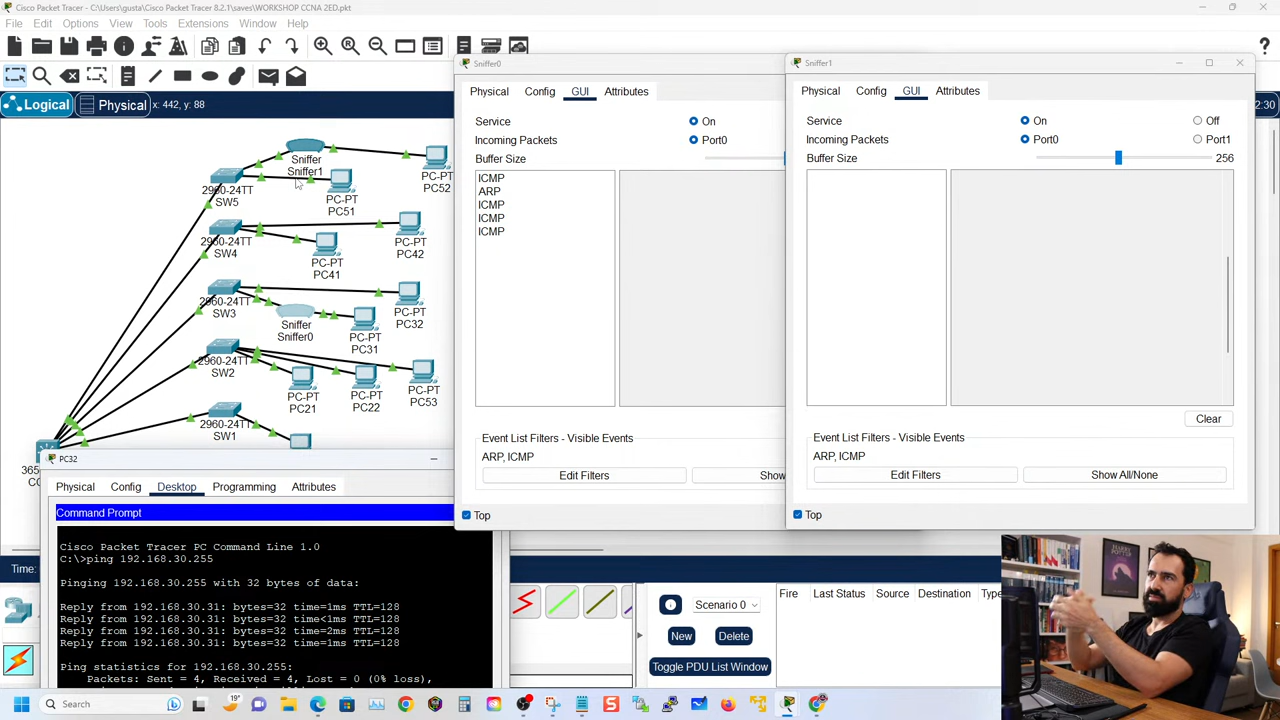 Cisco Packet Tracer - C:\Users\gusta\Cisco Packet Tracer 8.2.1\saves\WORKSHOP CCNA 2ED.pkt
File Edit Options View Tools Extensions Window Help
Logical
Physical
x: 442, y: 88
2:30
Sniffer
Sniffer1
PC-PT
PC52
2960-24TT
SW5
PC-PT
PC51
2960-24TT
SW4
PC-PT
PC42
PC-PT
PC41
2960-24TT
SW3
PC-PT
PC32
Sniffer
Sniffer0
PC-PT
PC31
2960-24TT
SW2
PC-PT
PC21
PC-PT
PC22
PC-PT
PC53
2960-24TT
SW1
365
Sniffer0
Physical Config GUI Attributes
Service On
Incoming Packets Port0
Buffer Size
ICMP
ARP
ICMP
ICMP
ICMP
Event List Filters - Visible Events
ARP, ICMP
Edit Filters Show
Top
Sniffer1
Physical Config GUI Attributes
Service On Off
Incoming Packets Port0 Port1
Buffer Size 256
Clear
Event List Filters - Visible Events
ARP, ICMP
Edit Filters Show All/None
Top
PC32
Physical Config Desktop Programming Attributes
Command Prompt
Cisco Packet Tracer PC Command Line 1.0
C:\>ping 192.168.30.255
Pinging 192.168.30.255 with 32 bytes of data:
Reply from 192.168.30.31: bytes=32 time=1ms TTL=128
Reply from 192.168.30.31: bytes=32 time<1ms TTL=128
Reply from 192.168.30.31: bytes=32 time=2ms TTL=128
Reply from 192.168.30.31: bytes=32 time=1ms TTL=128
Ping statistics for 192.168.30.255:
Packets: Sent = 4, Received = 4, Lost = 0 (0% loss),
Time:
Scenario 0
New Delete
Toggle PDU List Window
Fire Last Status Source Destination Type
HARRY POTTER
19°
Search